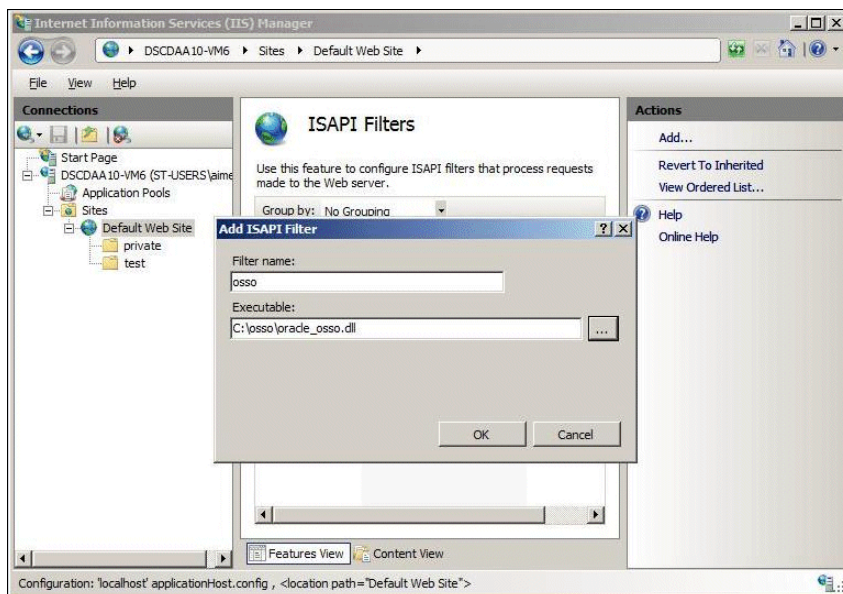 Internet Information Services (IIS) Manager
DSCDAA10-VM6 Sites Default Web Site
File View Help
Connections
Start Page
DSCDAA10-VM6 (ST-USERS\aime
Application Pools
Sites
Default Web Site
private
test
ISAPI Filters
Use this feature to configure ISAPI filters that process requests
made to the Web server.
Group by: No Grouping
Add ISAPI Filter
Filter name:
osso
Executable:
C:\osso\oracle_osso.dll
...
OK Cancel
Features View Content View
Actions
Add...
Revert To Inherited
View Ordered List...
Help
Online Help
Configuration: 'localhost' applicationHost.config , <location path="Default Web Site">